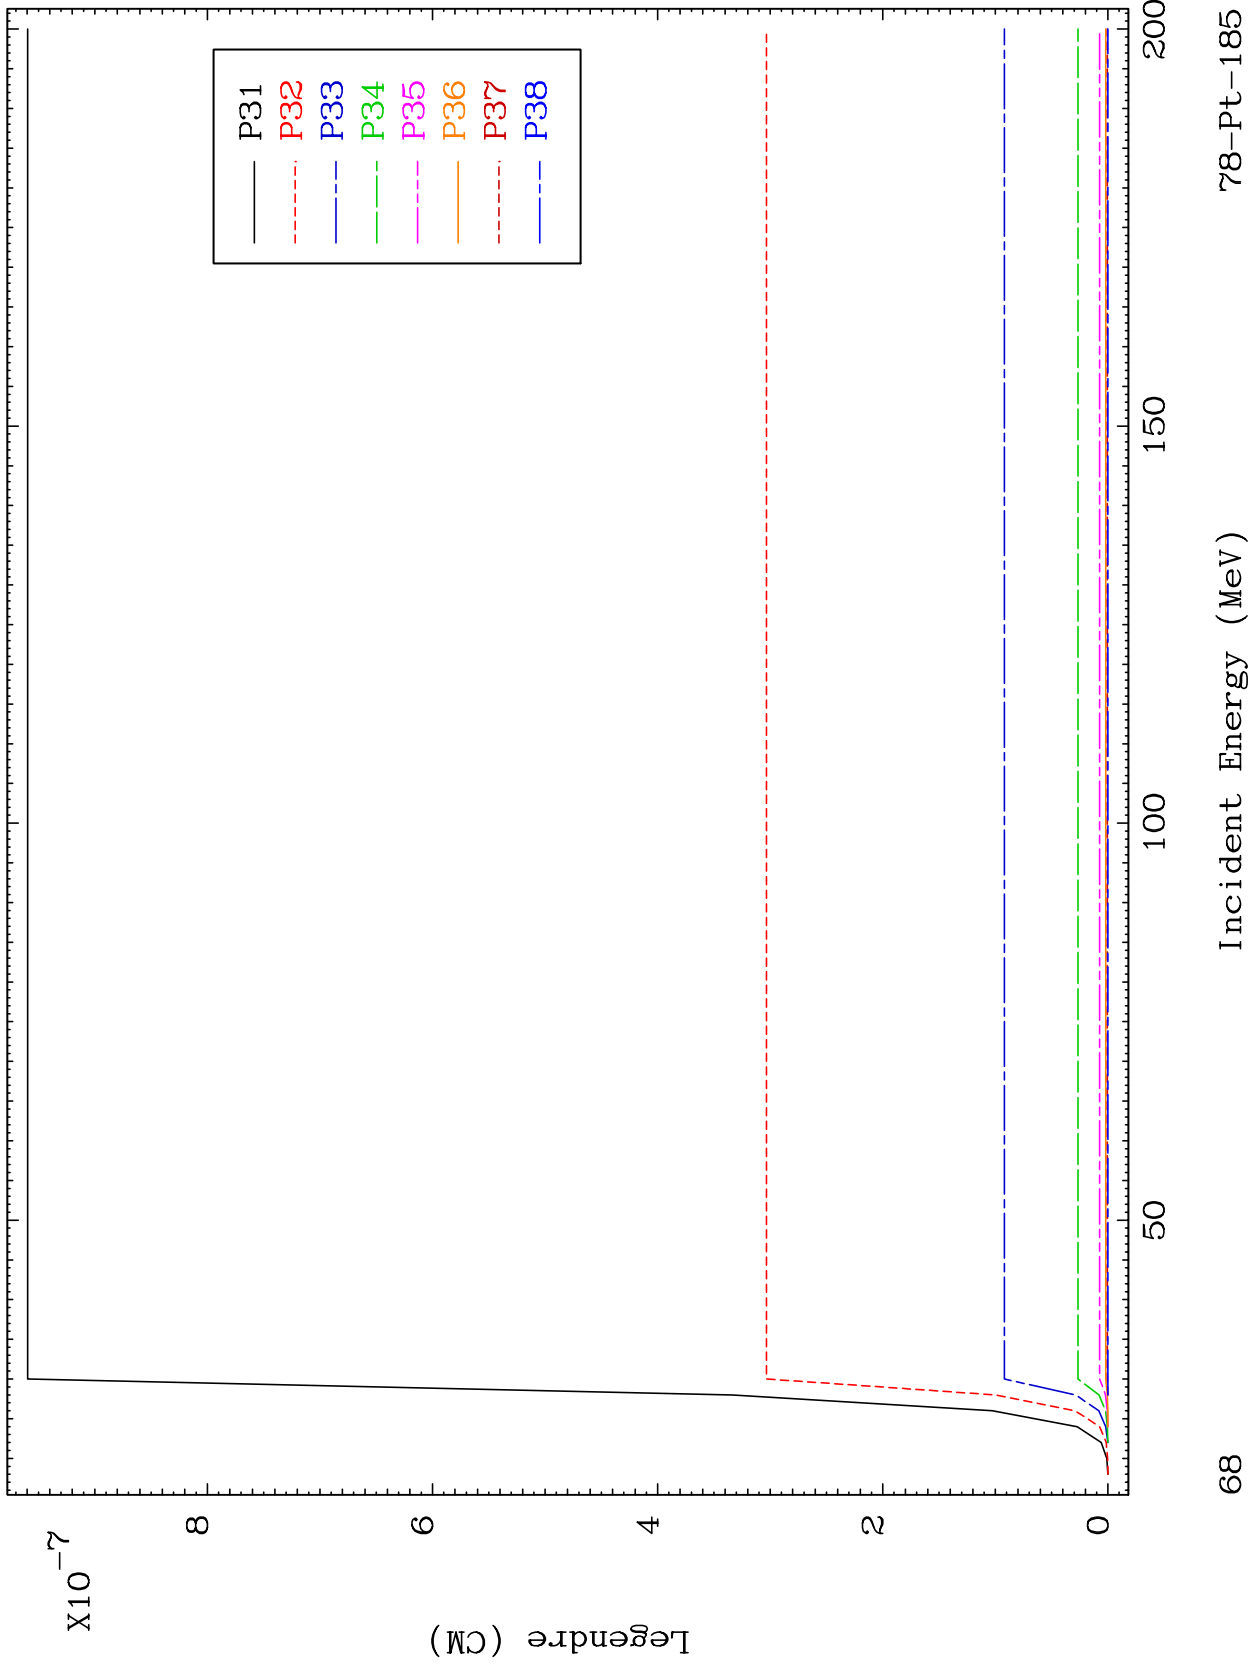 X10-7
Legendre (CM)
8
6
4
2
0
P31
P32
P33
P34
P35
P36
P37
P38
50
100
150
200
68
Incident Energy (MeV)
78-Pt-185